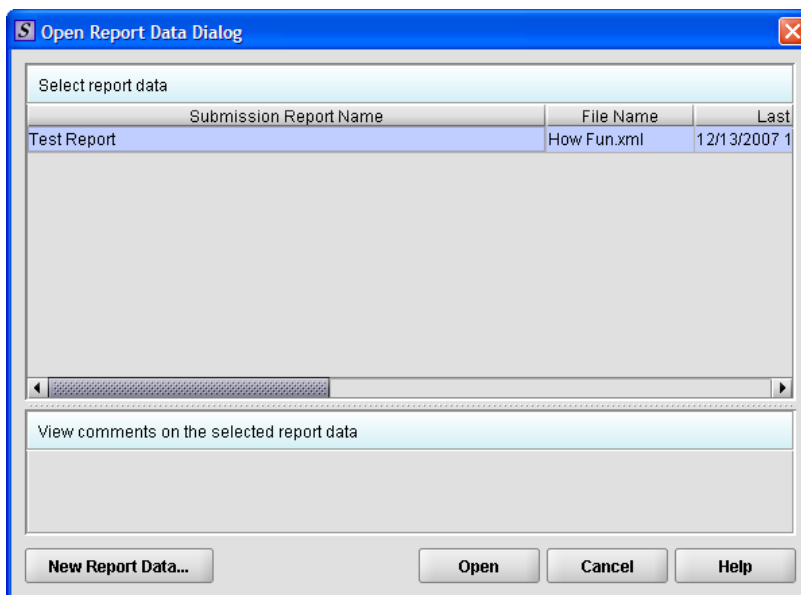 S Open Report Data Dialog
Select report data
Submission Report Name File Name Last
Test Report How Fun.xml 12/13/2007 1
View comments on the selected report data
New Report Data... Open Cancel Help